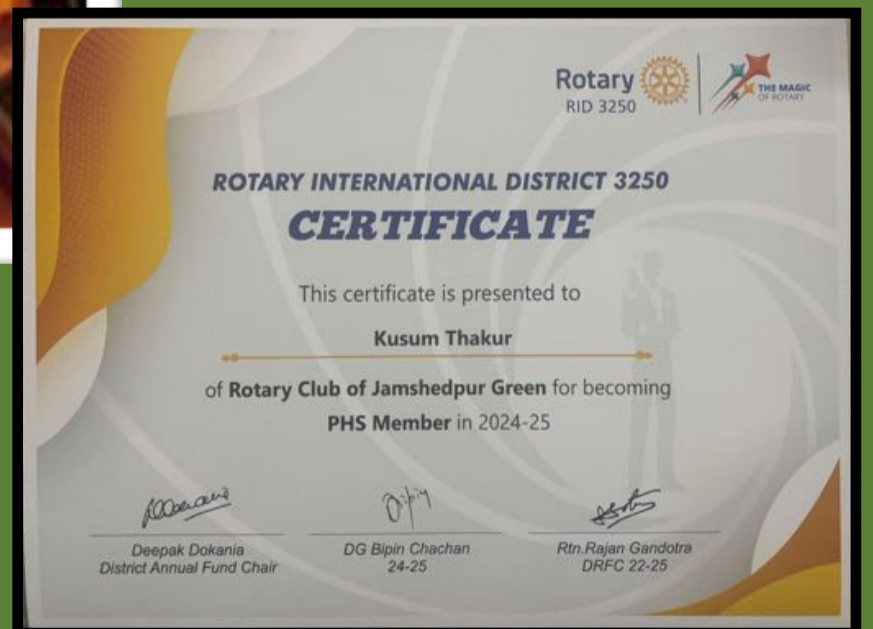 Rotary
RID 3250
THE MAGIC
OF ROTARY
ROTARY INTERNATIONAL DISTRICT 3250
CERTIFICATE
This certificate is presented to
Kusum Thakur
of Rotary Club of Jamshedpur Green for becoming
PHS Member in 2024-25
Deepak Dokania
District Annual Fund Chair
DG Bipin Chachan
24-25
Rtn.Rajan Gandotra
DRFC 22-25